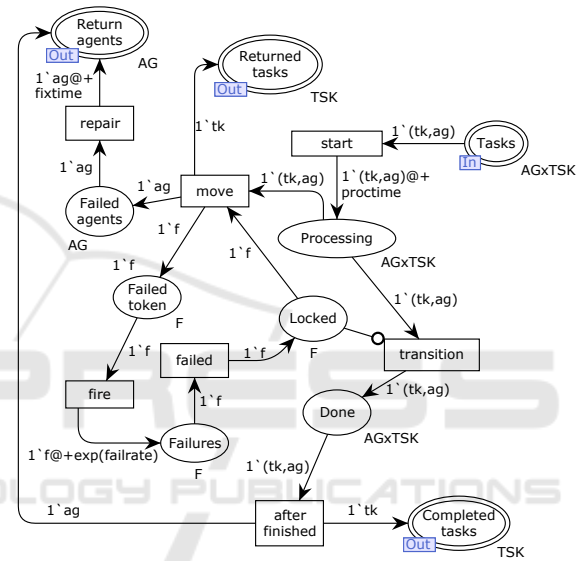 Return
agents
Out
AG
1`ag@+
fixtime
repair
1`ag
Failed
agents
AG
1`ag
Returned
tasks
Out
TSK
1`tk
move
start
1`(tk,ag)
Tasks
In
AGxTSK
1`(tk,ag)
1`(tk,ag)@+
proctime
Processing
AGxTSK
1`f
1`f
1`f
Failed
token
F
1`(tk,ag)
Locked
F
1`f
failed
1`f
transition
fire
1`f
1`(tk,ag)
Done
AGxTSK
1`f@+exp(failrate)
Failures
F
1`(tk,ag)
PRESS
OLOGY PUBLICATIONS
1`ag
after
finished
1`tk
Completed
tasks
Out
TSK